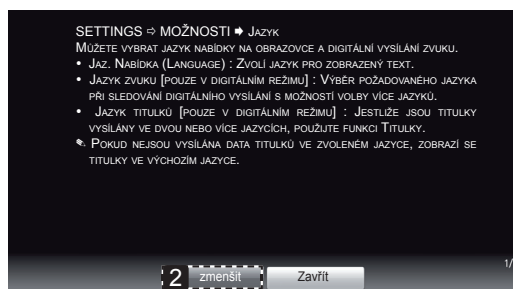 SETTINGS ⇨ MOŽNOSTI ➧ JAZYK
MŮŽETE VYBRAT JAZYK NABÍDKY NA OBRAZOVCE A DIGITÁLNÍ VYSÍLÁNÍ ZVUKU.
• JAZ. NABÍDKA (LANGUAGE) : ZVOLÍ JAZYK PRO ZOBRAZENÝ TEXT.
• JAZYK ZVUKU [POUZE V DIGITÁLNÍM REŽIMU] : VÝBĚR POŽADOVANÉHO JAZYKA
PŘI SLEDOVÁNÍ DIGITÁLNÍHO VYSÍLÁNÍ S MOŽNOSTÍ VOLBY VÍCE JAZYKŮ.
• JAZYK TITULKŮ [POUZE V DIGITÁLNÍM REŽIMU] : JESTLIŽE JSOU TITULKY
VYSÍLÁNY VE DVOU NEBO VÍCE JAZYCÍCH, POUŽIJTE FUNKCI TITULKY.
✎ POKUD NEJSOU VYSÍLÁNA DATA TITULKŮ VE ZVOLENÉM JAZYCE, ZOBRAZÍ SE
TITULKY VE VÝCHOZÍM JAZYCE.
1/
2 zmenšit Zavřít